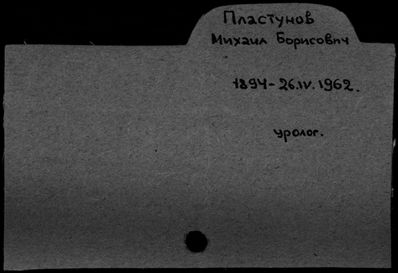 Пластунов
Михаил Борисович
1894-26.IV.1962.
уролог.